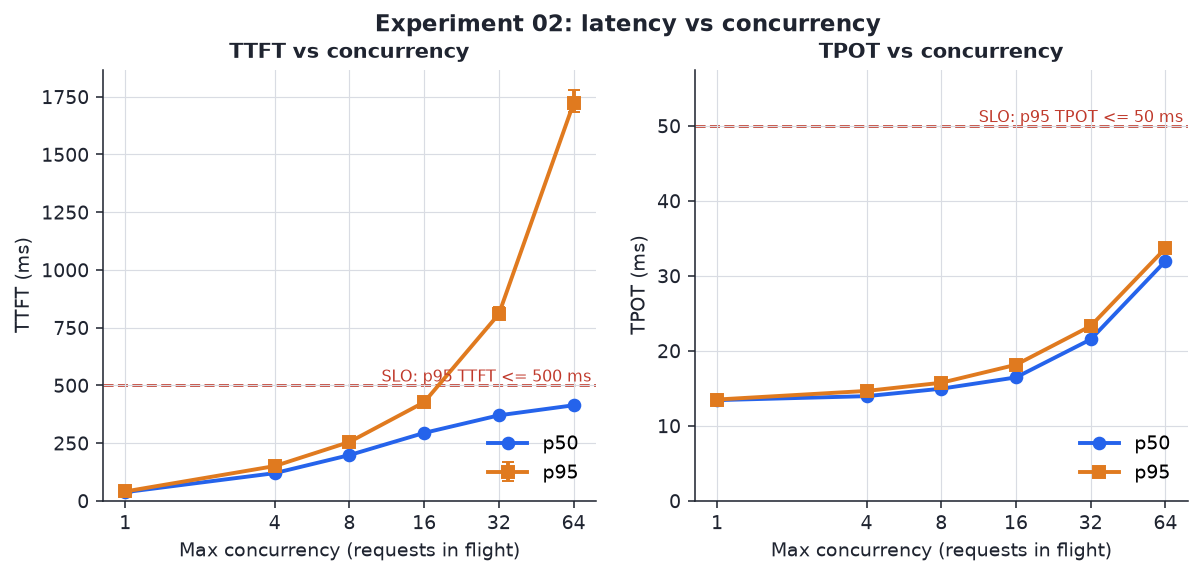 Experiment 02: latency vs concurrency
TTFT vs concurrency
TTFT (ms)
1750
1500
1250
1000
750
500
250
0
SLO: p95 TTFT <= 500 ms
p50
p95
1 4 8 16 32 64
Max concurrency (requests in flight)
TPOT vs concurrency
TPOT (ms)
50
40
30
20
10
0
SLO: p95 TPOT <= 50 ms
p50
p95
1 4 8 16 32 64
Max concurrency (requests in flight)